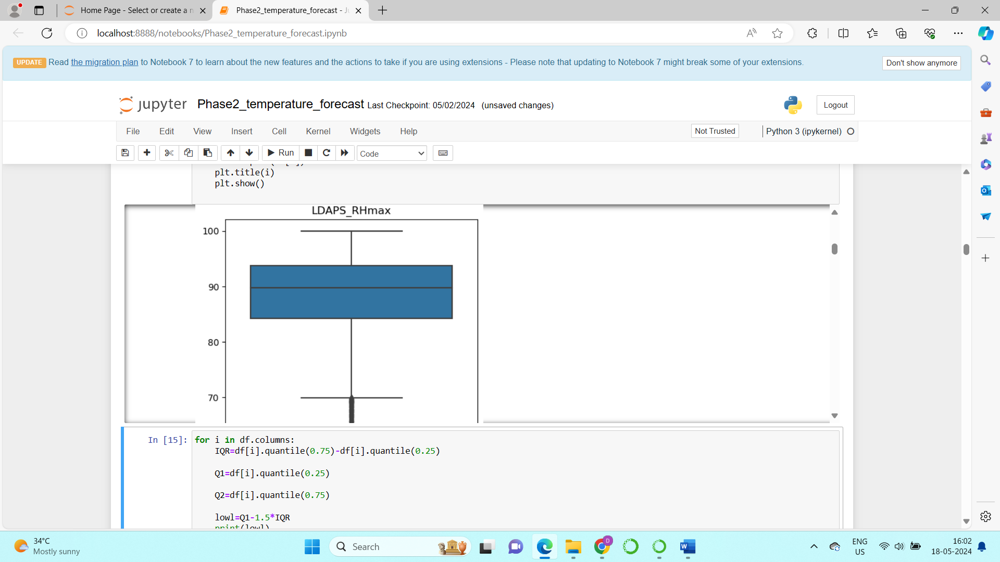 Home Page - Select or create a n
Phase2_temperature_forecast - Ju
localhost:8888/notebooks/Phase2_temperature_forecast.ipynb
UPDATE Read the migration plan to Notebook 7 to learn about the new features and the actions to take if you are using extensions - Please note that updating to Notebook 7 might break some of your extensions.
Don't show anymore
jupyter Phase2_temperature_forecast Last Checkpoint: 05/02/2024 (unsaved changes)
Logout
File Edit View Insert Cell Kernel Widgets Help
Not Trusted
Python 3 (ipykernel)
Run
Code
plt.title(i)
plt.show()
LDAPS_RHmax
100
90
80
70
In [15]: for i in df.columns:
IQR=df[i].quantile(0.75)-df[i].quantile(0.25)
Q1=df[i].quantile(0.25)
Q2=df[i].quantile(0.75)
lowl=Q1-1.5*IQR
print(lowl)
34°C
Mostly sunny
Search
D
ENG
US
16:02
18-05-2024